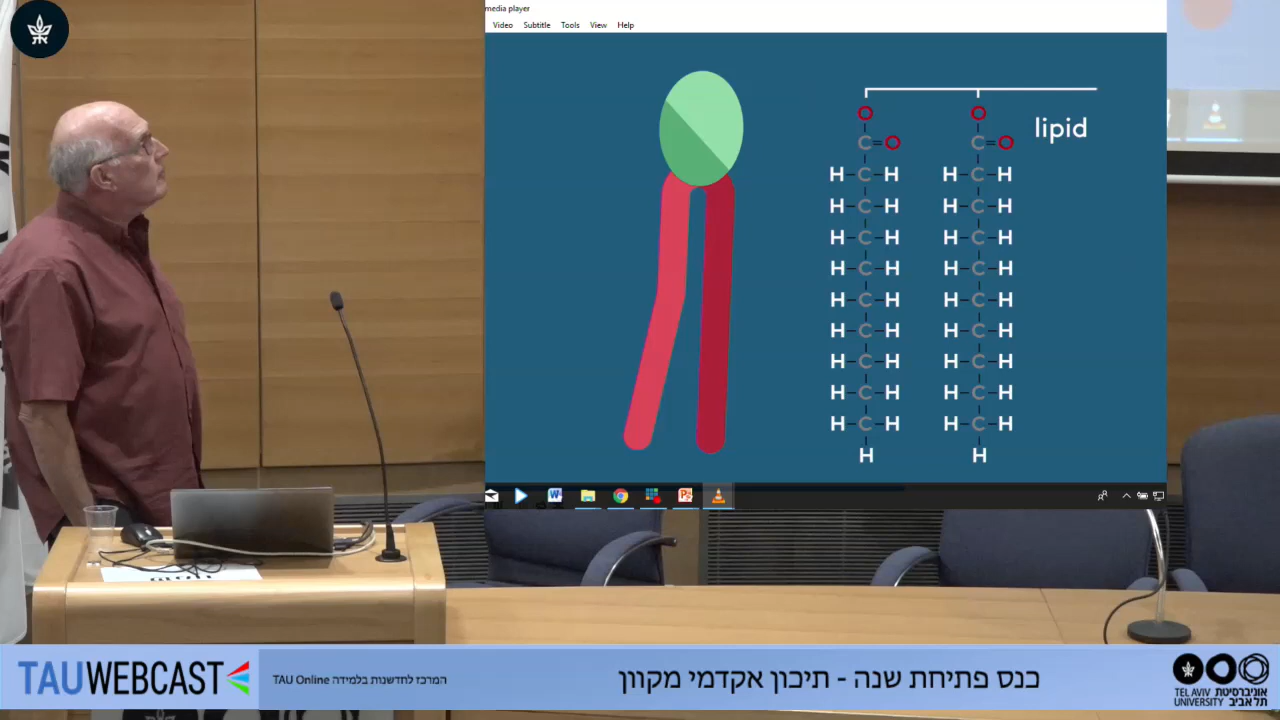 media player
Video Subtitle Tools View Help
lipid
O O
C=O C=O
H-C-H H-C-H
H-C-H H-C-H
H-C-H H-C-H
H-C-H H-C-H
H-C-H H-C-H
H-C-H H-C-H
H-C-H H-C-H
H-C-H H-C-H
H-C-H H-C-H
H H
TAUWEBCAST
המרכז לחדשנות בלמידה TAU Online
כנס פתיחת שנה - תיכון אקדמי מקוון
TEL AVIV אוניברסיטת
UNIVERSITY תל אביב